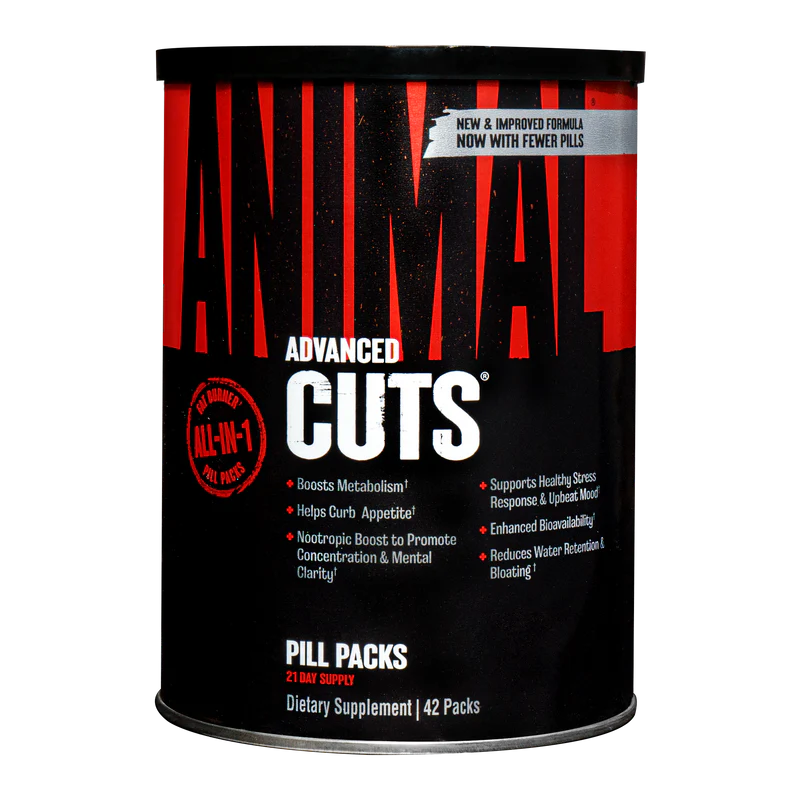 ANIMAL®
NEW & IMPROVED FORMULA
NOW WITH FEWER PILLS
ADVANCED
CUTS®
FAT BURNER†
ALL-IN-1
PILL PACKS
Boosts Metabolism†
Helps Curb Appetite†
Nootropic Boost to Promote
Concentration & Mental
Clarity†
Supports Healthy Stress
Response & Upbeat Mood†
Enhanced Bioavailability†
Reduces Water Retention &
Bloating†
PILL PACKS
21 DAY SUPPLY
Dietary Supplement | 42 Packs